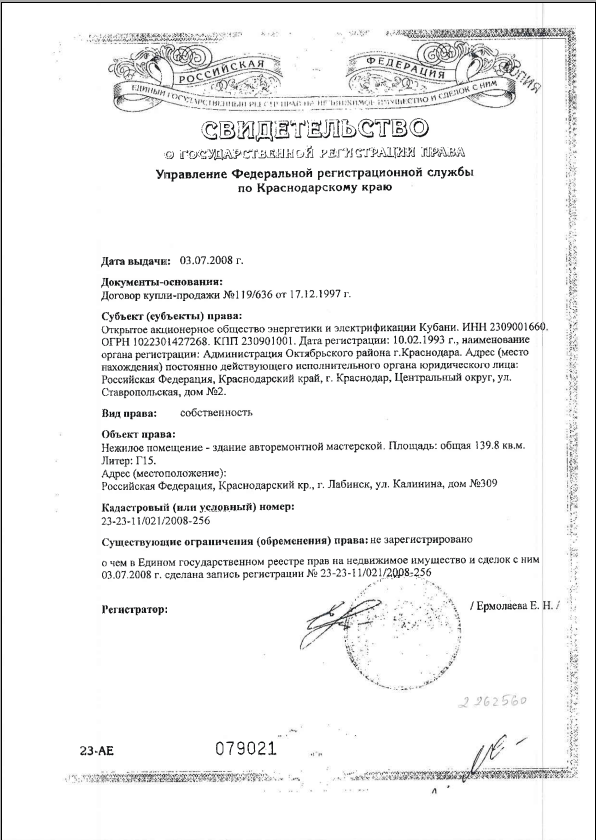 РОССИЙСКАЯ ФЕДЕРАЦИЯ
КОПИЯ
ЕДИНЫЙ ГОСУДАРСТВЕННЫЙ РЕЕСТР ПРАВ НА НЕДВИЖИМОЕ ИМУЩЕСТВО И СДЕЛОК С НИМ
СВИДЕТЕЛЬСТВО
О ГОСУДАРСТВЕННОЙ РЕГИСТРАЦИИ ПРАВА
Управление Федеральной регистрационной службы
по Краснодарскому краю
Дата выдачи: 03.07.2008 г.
Документы-основания:
Договор купли-продажи №119/636 от 17.12.1997 г.
Субъект (субъекты) права:
Открытое акционерное общество энергетики и электрификации Кубани. ИНН 2309001660.
ОГРН 1022301427268. КПП 230901001. Дата регистрации: 10.02.1993 г., наименование
органа регистрации: Администрация Октябрьского района г.Краснодара. Адрес (место
нахождения) постоянно действующего исполнительного органа юридического лица:
Российская Федерация, Краснодарский край, г. Краснодар, Центральный округ, ул.
Ставропольская, дом №2.
Вид права: собственность
Объект права:
Нежилое помещение - здание авторемонтной мастерской. Площадь: общая 139.8 кв.м.
Литер: Г15.
Адрес (местоположение):
Российская Федерация, Краснодарский кр., г. Лабинск, ул. Калинина, дом №309
Кадастровый (или условный) номер:
23-23-11/021/2008-256
Существующие ограничения (обременения) права: не зарегистрировано
о чем в Едином государственном реестре прав на недвижимое имущество и сделок с ним
03.07.2008 г. сделана запись регистрации № 23-23-11/021/2008-256
Регистратор: / Ермолаева Е. Н. /
2962560
23-АЕ 079021